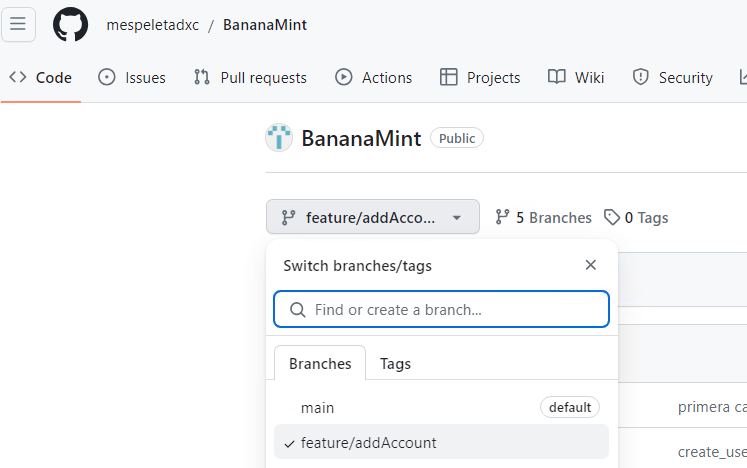 mespeletadxc / BananaMint
Code Issues Pull requests Actions Projects Wiki Security
BananaMint Public
feature/addAcco... 5 Branches 0 Tags
Switch branches/tags
Find or create a branch...
Branches Tags
main default
feature/addAccount
primera ca
create_use